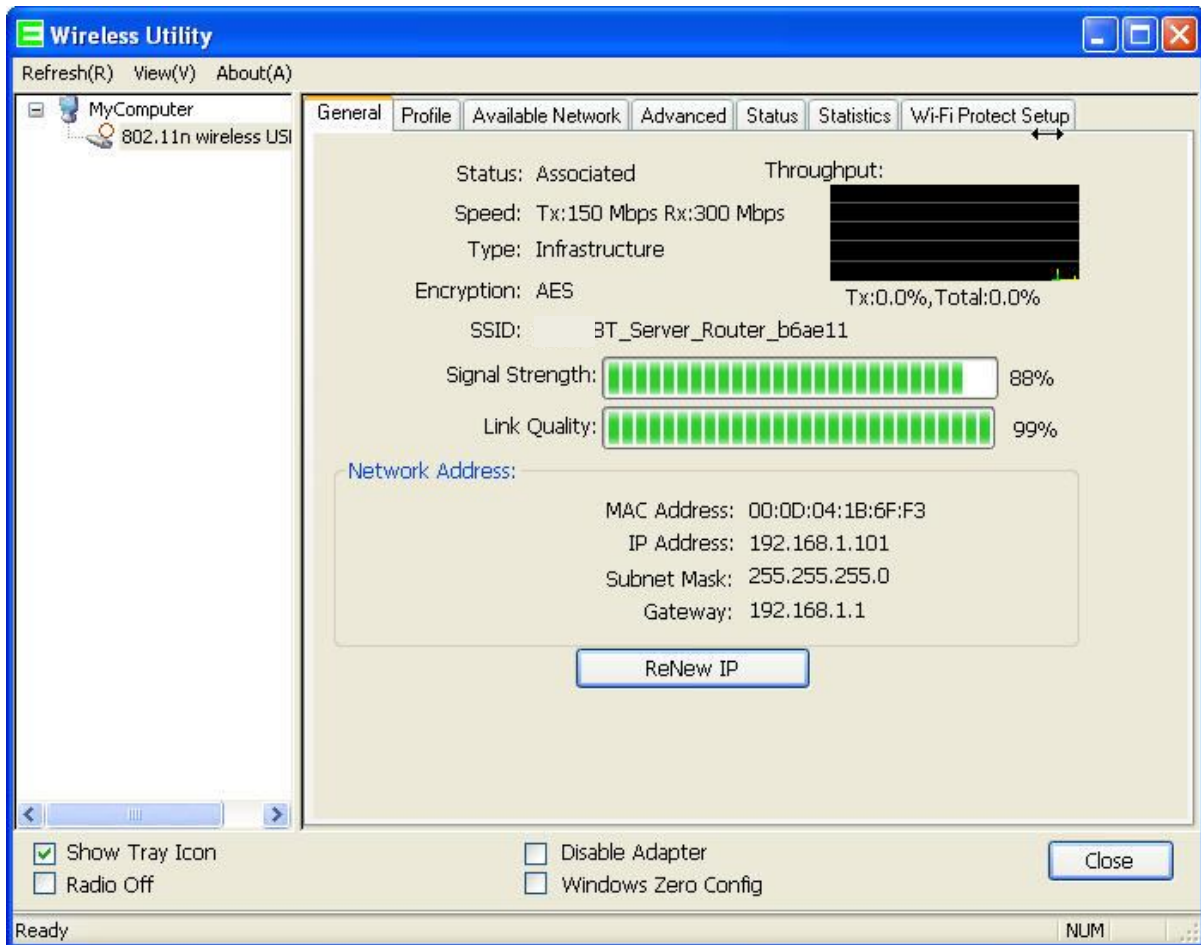 Wireless Utility
Refresh(R) View(V) About(A)
MyComputer
802.11n wireless USI
General Profile Available Network Advanced Status Statistics Wi-Fi Protect Setup
Status: Associated
Throughput:
Speed: Tx:150 Mbps Rx:300 Mbps
Type: Infrastructure
Encryption: AES
Tx:0.0%, Total:0.0%
SSID: BT_Server_Router_b6ae11
Signal Strength: 88%
Link Quality: 99%
Network Address:
MAC Address: 00:0D:04:1B:6F:F3
IP Address: 192.168.1.101
Subnet Mask: 255.255.255.0
Gateway: 192.168.1.1
ReNew IP
Show Tray Icon
Disable Adapter
Close
Radio Off
Windows Zero Config
Ready
NUM